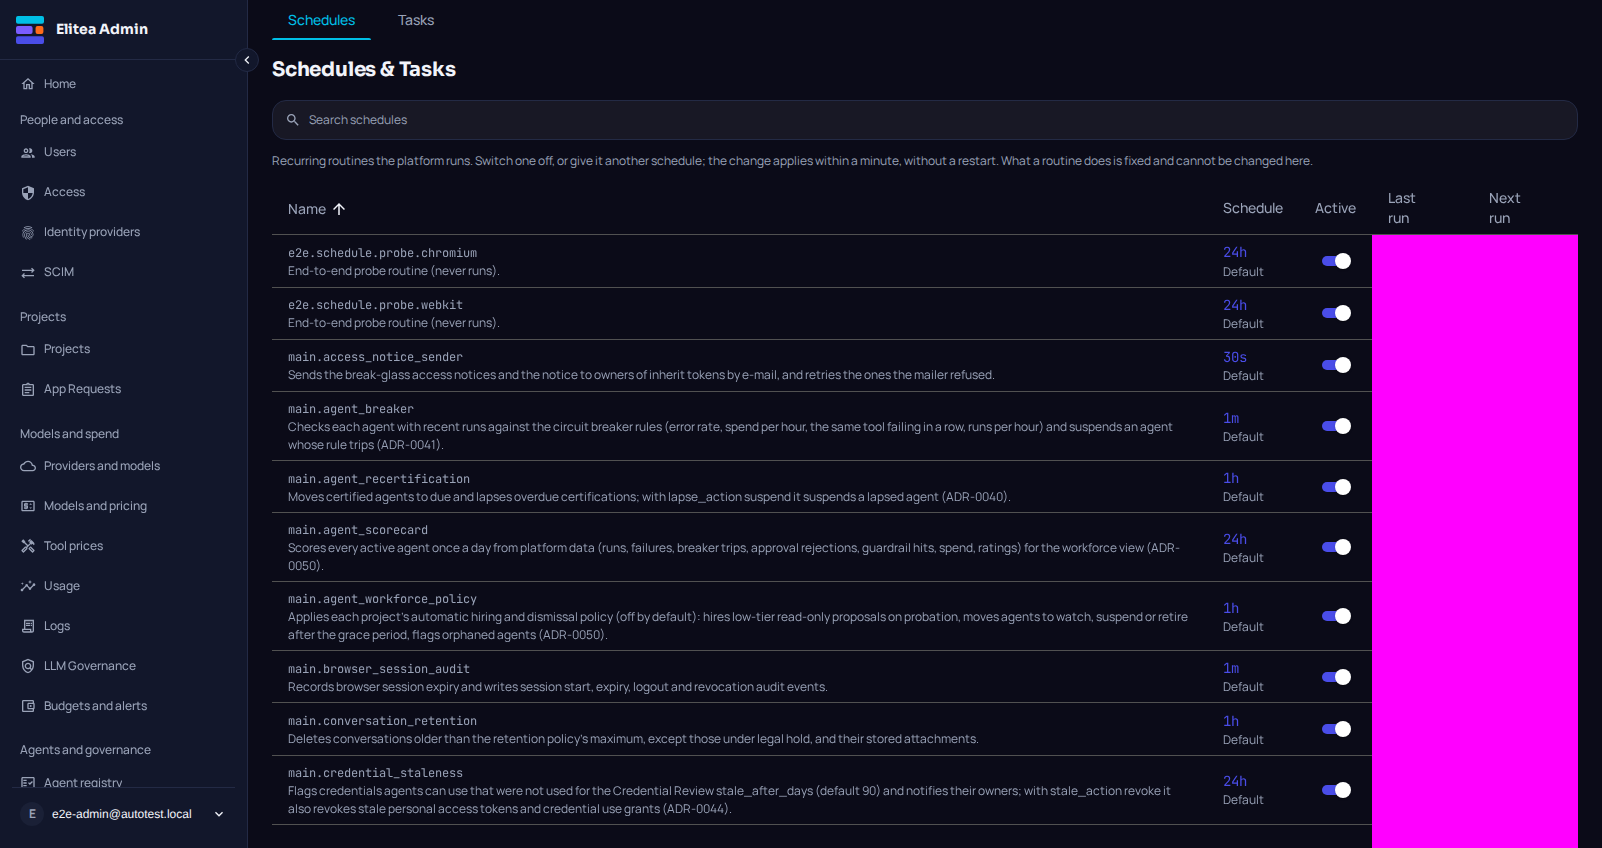 Elitea Admin
Home
People and access
Users
Access
Identity providers
SCIM
Projects
Projects
App Requests
Models and spend
Providers and models
Models and pricing
Tool prices
Usage
Logs
LLM Governance
Budgets and alerts
Agents and governance
Agent registry
E e2e-admin@autotest.local
Schedules Tasks
Schedules & Tasks
Search schedules
Recurring routines the platform runs. Switch one off, or give it another schedule; the change applies within a minute, without a restart. What a routine does is fixed and cannot be changed here.
Name Schedule Active Last run Next run
e2e.schedule.probe.chromium
End-to-end probe routine (never runs).
24h
Default
e2e.schedule.probe.webkit
End-to-end probe routine (never runs).
24h
Default
main.access_notice_sender
Sends the break-glass access notices and the notice to owners of inherit tokens by e-mail, and retries the ones the mailer refused.
30s
Default
main.agent_breaker
Checks each agent with recent runs against the circuit breaker rules (error rate, spend per hour, the same tool failing in a row, runs per hour) and suspends an agent
whose rule trips (ADR-0041).
1m
Default
main.agent_recertification
Moves certified agents to due and lapses overdue certifications; with lapse_action suspend it suspends a lapsed agent (ADR-0040).
1h
Default
main.agent_scorecard
Scores every active agent once a day from platform data (runs, failures, breaker trips, approval rejections, guardrail hits, spend, ratings) for the workforce view (ADR-
0050).
24h
Default
main.agent_workforce_policy
Applies each project's automatic hiring and dismissal policy (off by default): hires low-tier read-only proposals on probation, moves agents to watch, suspend or retire
after the grace period, flags orphaned agents (ADR-0050).
1h
Default
main.browser_session_audit
Records browser session expiry and writes session start, expiry, logout and revocation audit events.
1m
Default
main.conversation_retention
Deletes conversations older than the retention policy's maximum, except those under legal hold, and their stored attachments.
1h
Default
main.credential_staleness
Flags credentials agents can use that were not used for the Credential Review stale_after_days (default 90) and notifies their owners; with stale_action revoke it
also revokes stale personal access tokens and credential use grants (ADR-0044).
24h
Default